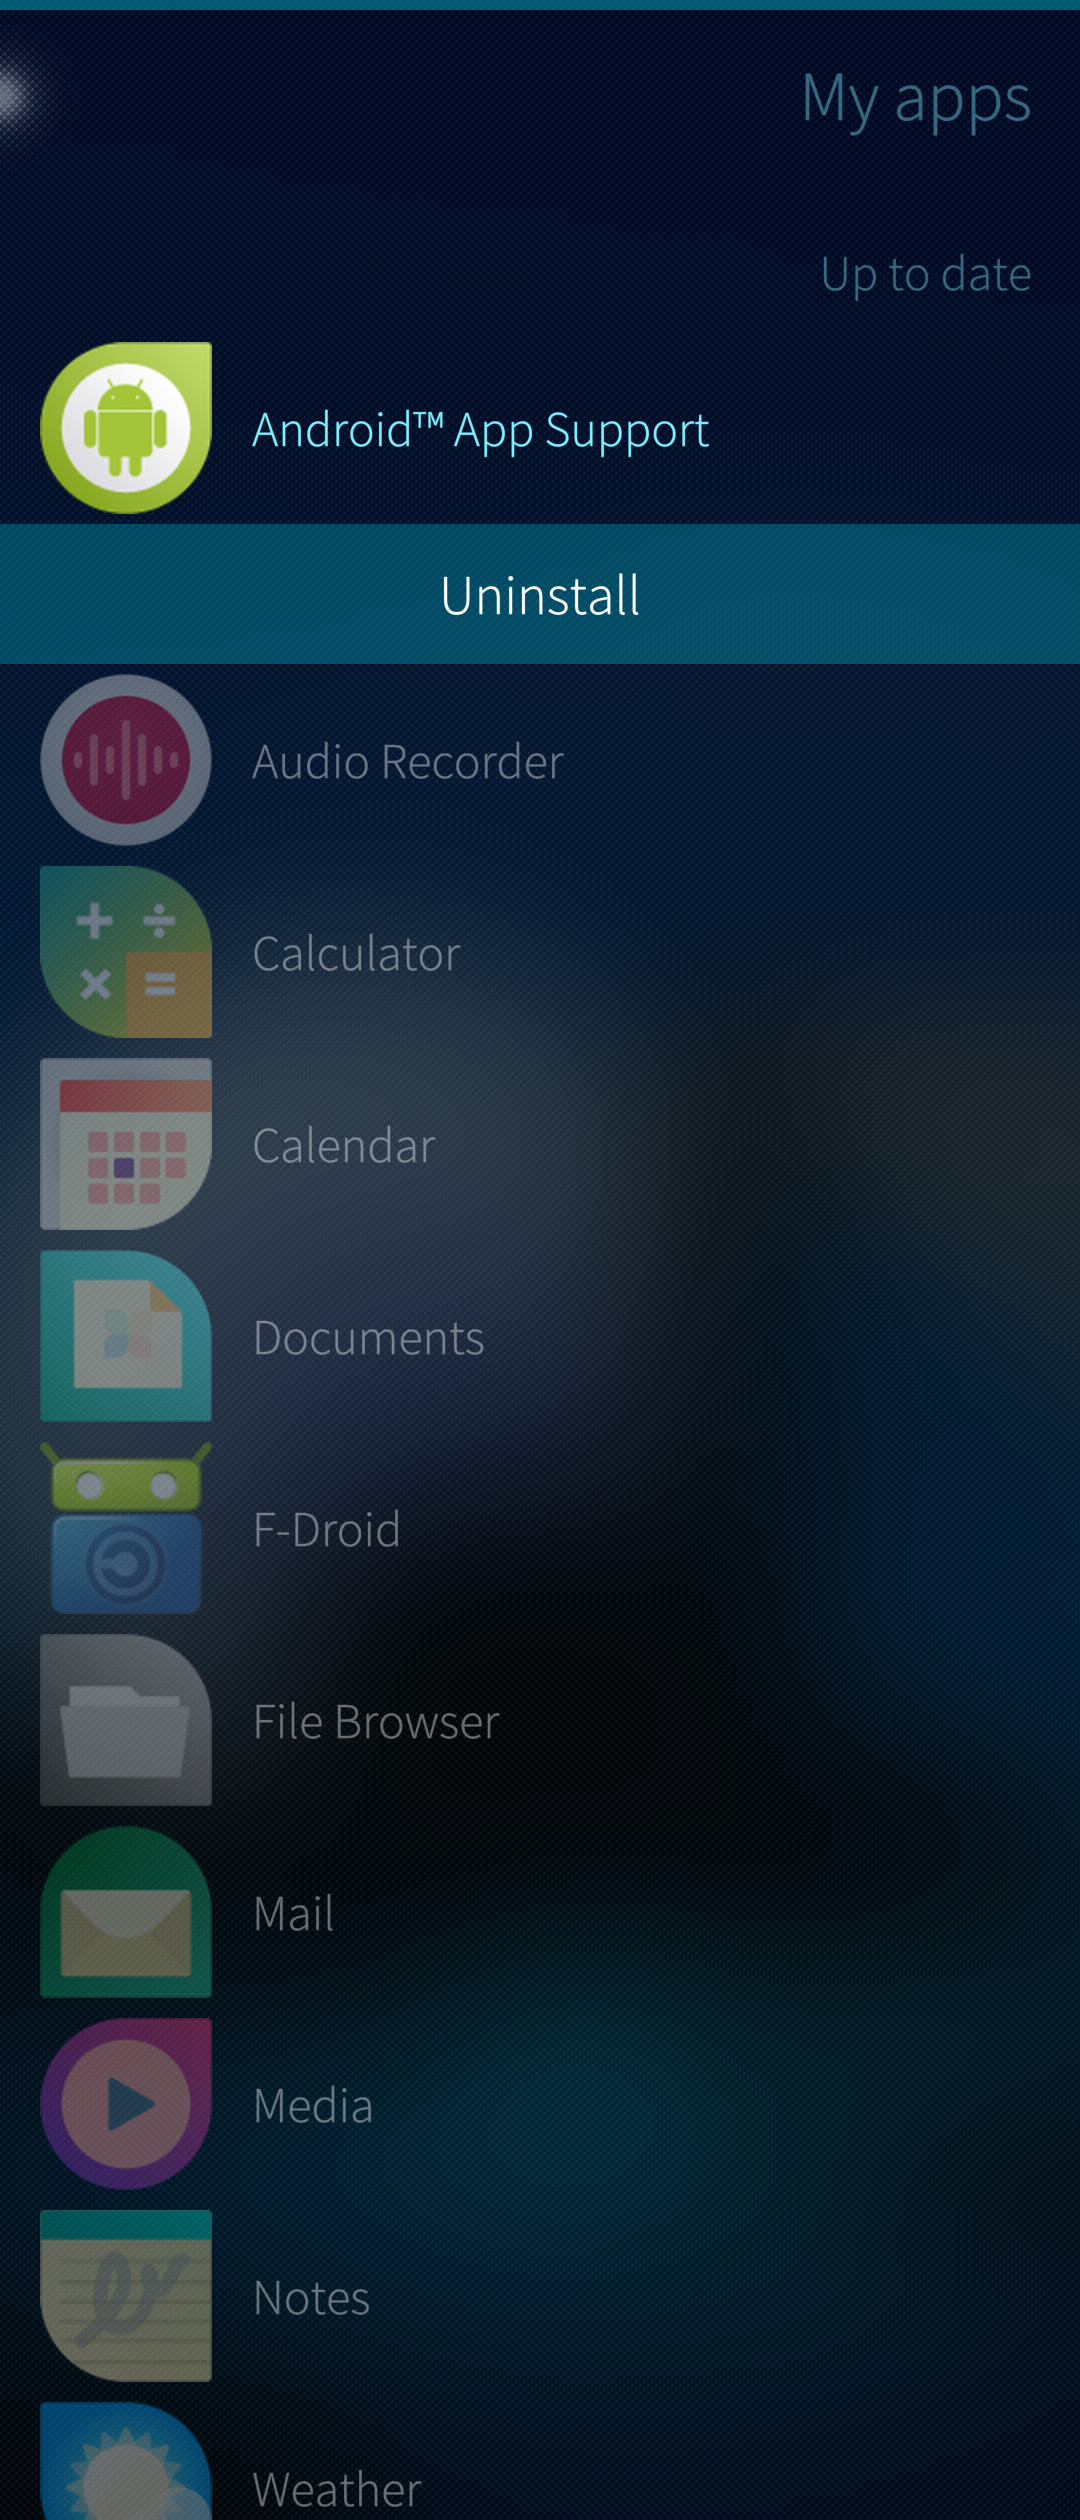 My apps
Up to date
Android™ App Support
Uninstall
Audio Recorder
Calculator
Calendar
Documents
F-Droid
File Browser
Mail
Media
Notes
Weather